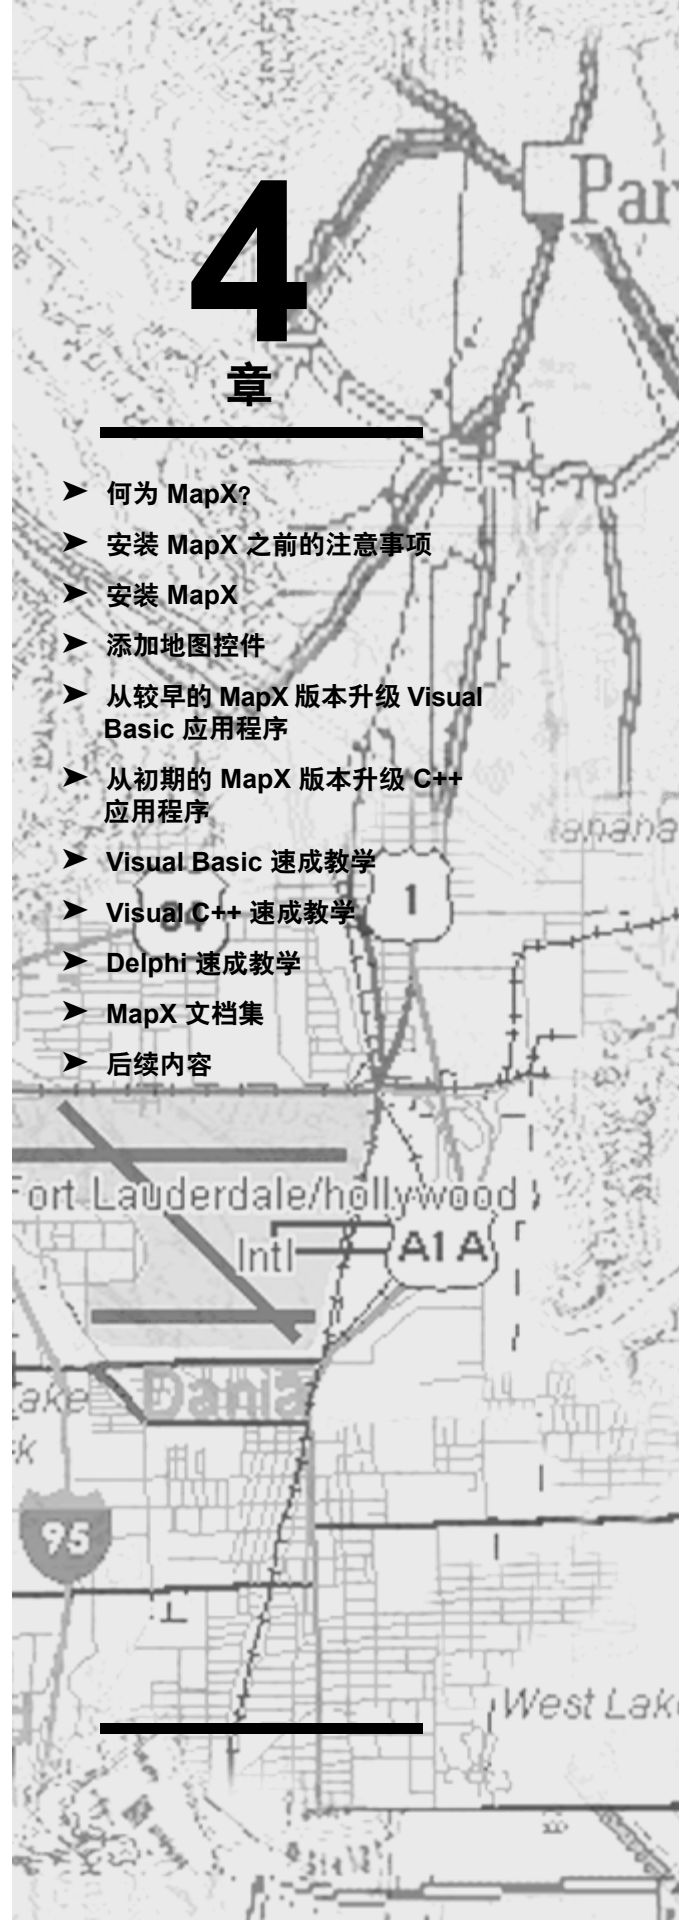 Par
4
章
➤ 何为 MapX?
➤ 安装 MapX 之前的注意事项
➤ 安装 MapX
➤ 添加地图控件
➤ 从较早的 MapX 版本升级 Visual
Basic 应用程序
➤ 从初期的 MapX 版本升级 C++
应用程序
➤ Visual Basic 速成教学
1
➤ Visual C++ 速成教学
➤ Delphi 速成教学
➤ MapX 文档集
➤ 后续内容
Fort Lauderdale/hollywood
Intl
A1A
Dania
ake
95
West Lak